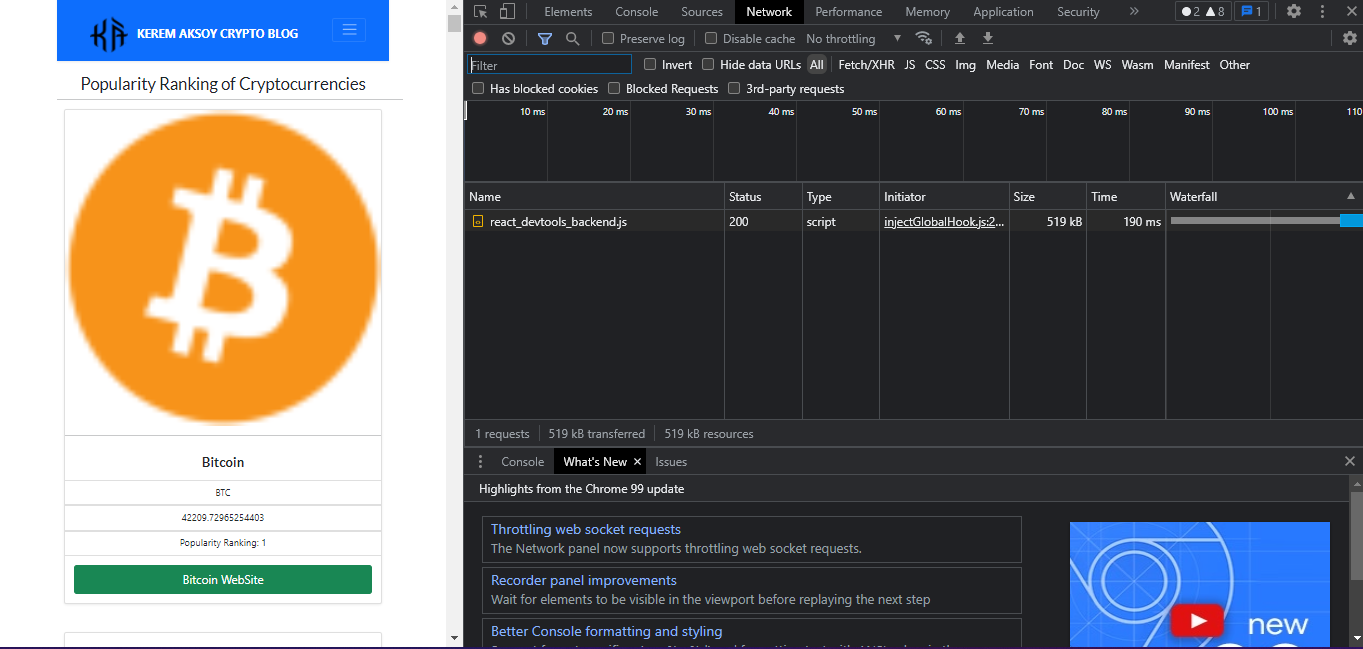 KEREM AKSOY CRYPTO BLOG
Popularity Ranking of Cryptocurrencies
Bitcoin
BTC
42209.72965254403
Popularity Ranking: 1
Bitcoin WebSite
Elements Console Sources Network Performance Memory Application Security » 2 8 1
Preserve log Disable cache No throttling
Filter Invert Hide data URLs All Fetch/XHR JS CSS Img Media Font Doc WS Wasm Manifest Other
Has blocked cookies Blocked Requests 3rd-party requests
10 ms 20 ms 30 ms 40 ms 50 ms 60 ms 70 ms 80 ms 90 ms 100 ms 110
Name Status Type Initiator Size Time Waterfall
react_devtools_backend.js 200 script injectGlobalHook.js:2... 519 kB 190 ms
1 requests 519 kB transferred 519 kB resources
Console What's New Issues
Highlights from the Chrome 99 update
Throttling web socket requests
The Network panel now supports throttling web socket requests.
Recorder panel improvements
Wait for elements to be visible in the viewport before replaying the next step
Better Console formatting and styling
new